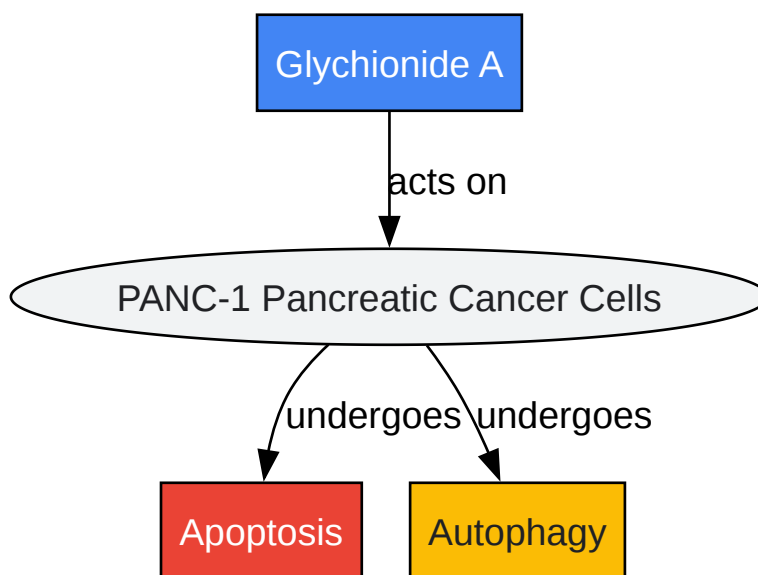 Glychionide A
acts on
PANC-1 Pancreatic Cancer Cells
undergoes
undergoes
Apoptosis
Autophagy